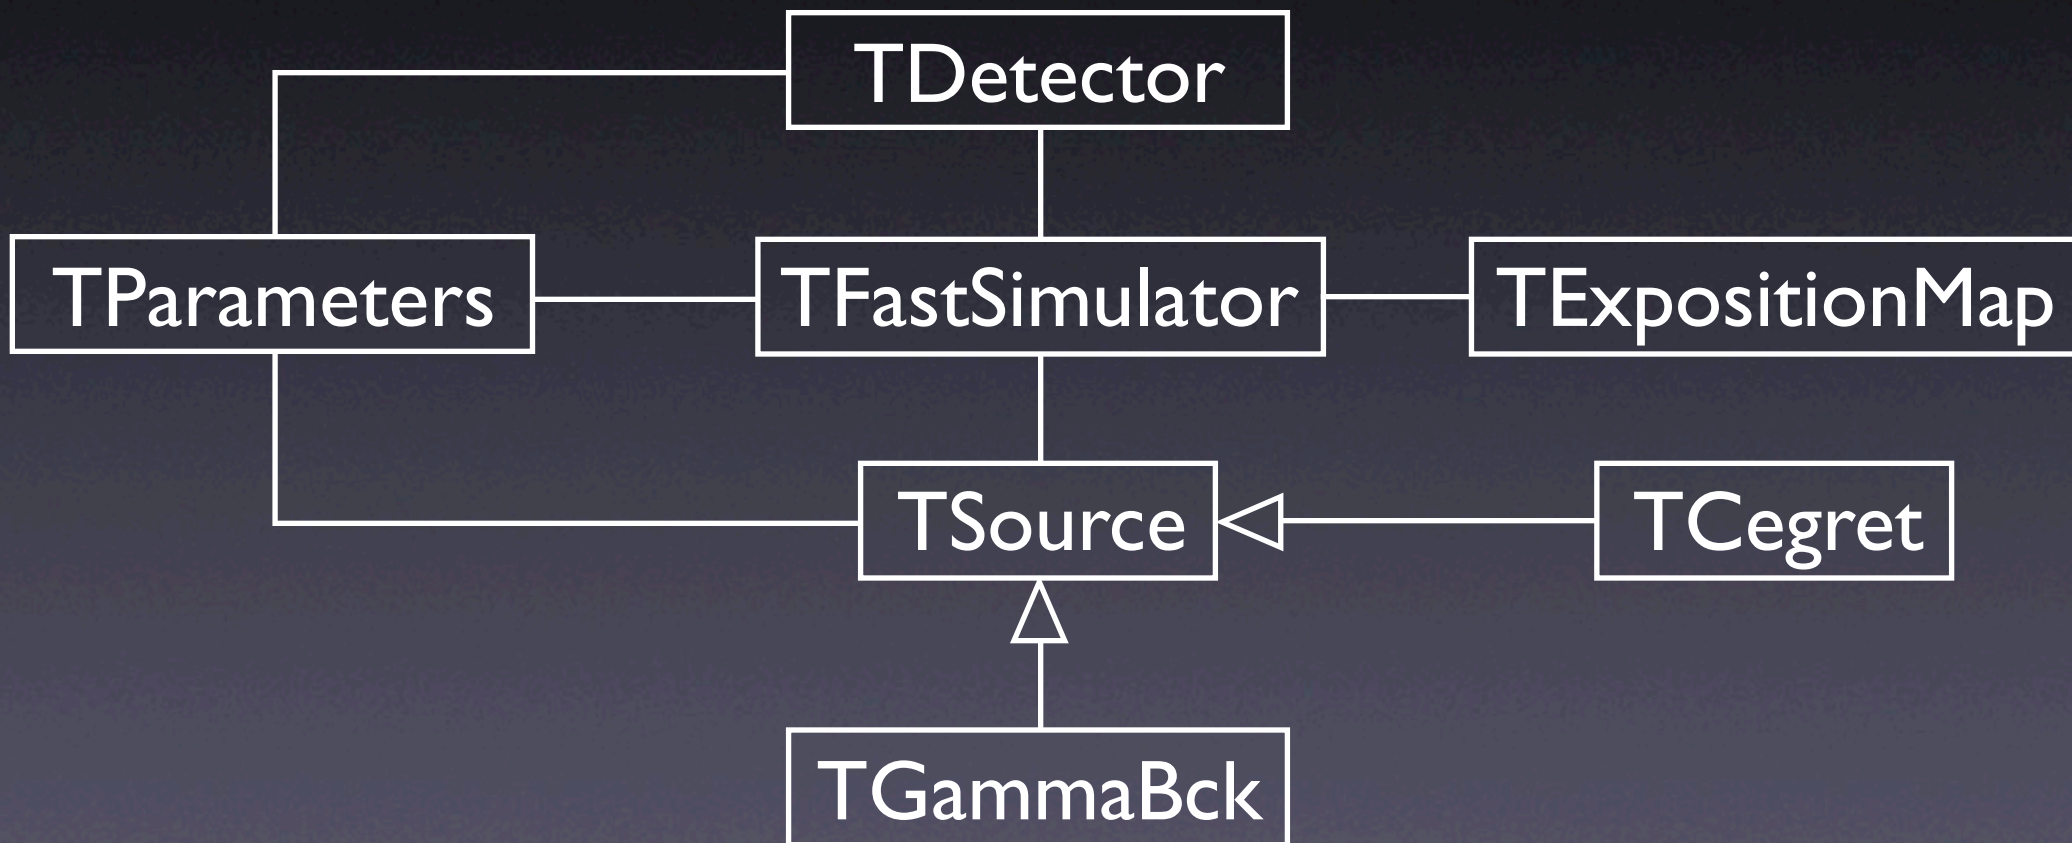 TDetector
TParameters
TFastSimulator
TExpositionMap
TSource
TCegret
TGammaBck